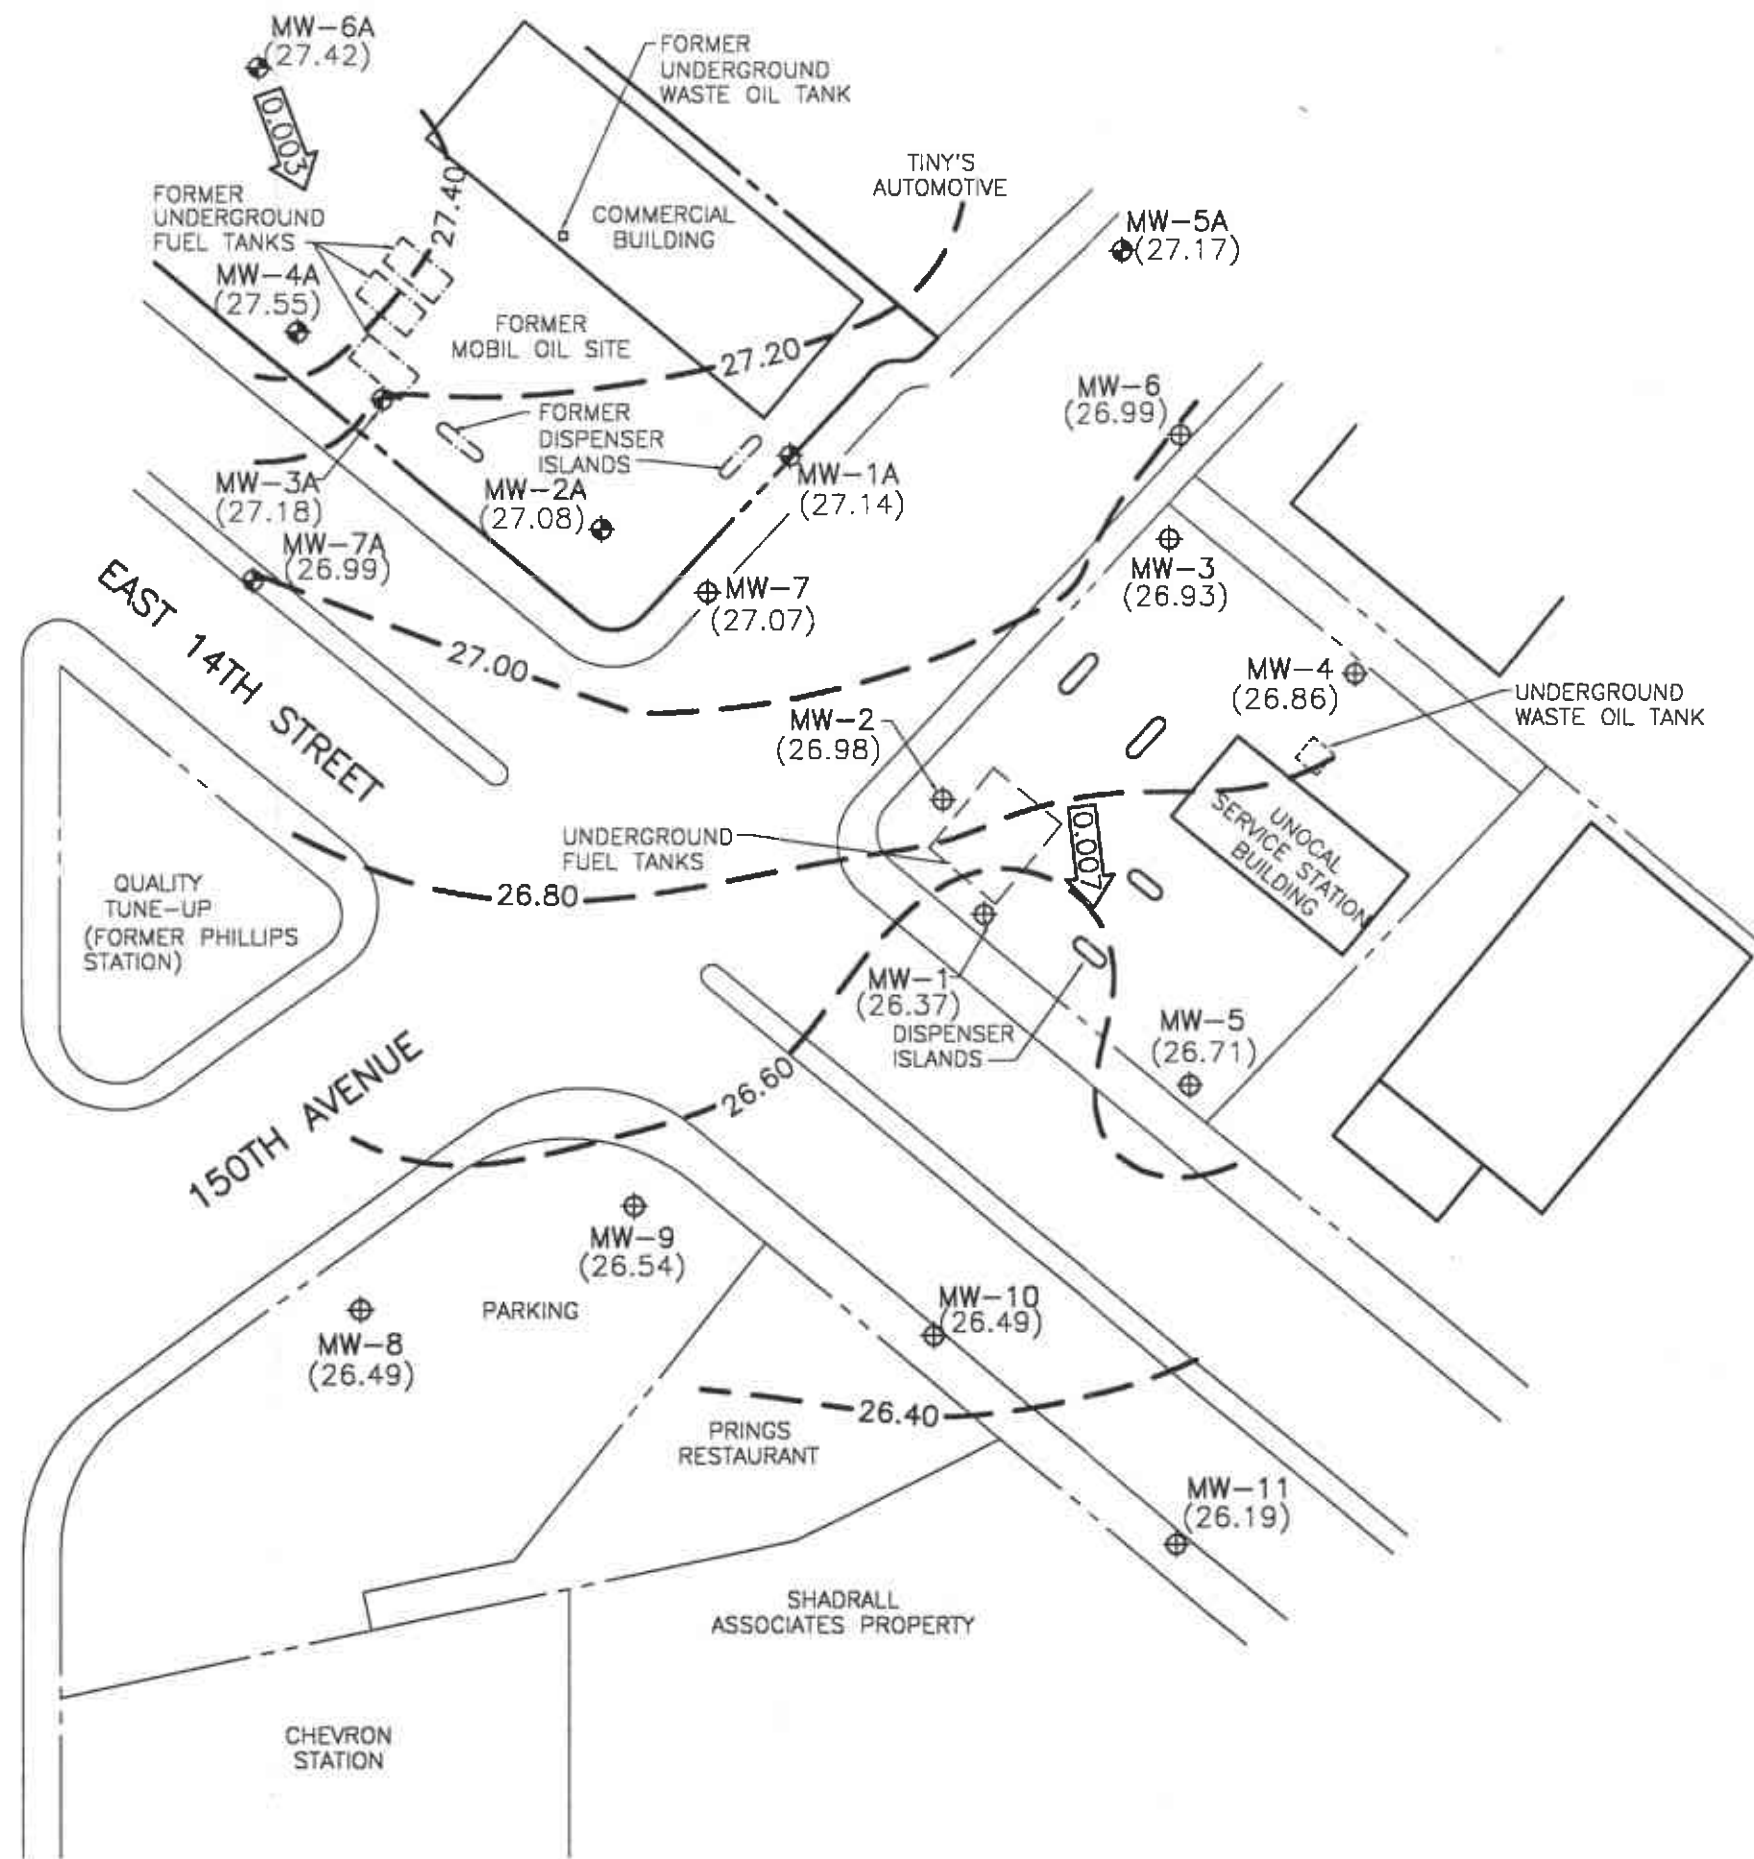 MW-6A
(27.42)
0.003
FORMER
UNDERGROUND
WASTE OIL TANK
TINY'S
AUTOMOTIVE
FORMER
UNDERGROUND
FUEL TANKS
27.40
COMMERCIAL
BUILDING
MW-5A
(27.17)
MW-4A
(27.55)
FORMER
MOBIL OIL SITE
27.20
MW-6
(26.99)
FORMER
DISPENSER
ISLANDS
MW-3A
(27.18)
MW-2A
(27.08)
MW-1A
(27.14)
MW-7A
(26.99)
MW-3
(26.93)
MW-7
(27.07)
EAST 14TH STREET
27.00
MW-4
(26.86)
UNDERGROUND
WASTE OIL TANK
MW-2
(26.98)
UNDERGROUND
FUEL TANKS
0.007
UNOCAL
SERVICE STATION
BUILDING
26.80
QUALITY
TUNE-UP
(FORMER PHILLIPS
STATION)
MW-1
(26.37)
DISPENSER
ISLANDS
MW-5
(26.71)
26.60
150TH AVENUE
MW-9
(26.54)
PARKING
MW-8
(26.49)
MW-10
(26.49)
26.40
PRINGS
RESTAURANT
MW-11
(26.19)
SHADRALL
ASSOCIATES PROPERTY
CHEVRON
STATION